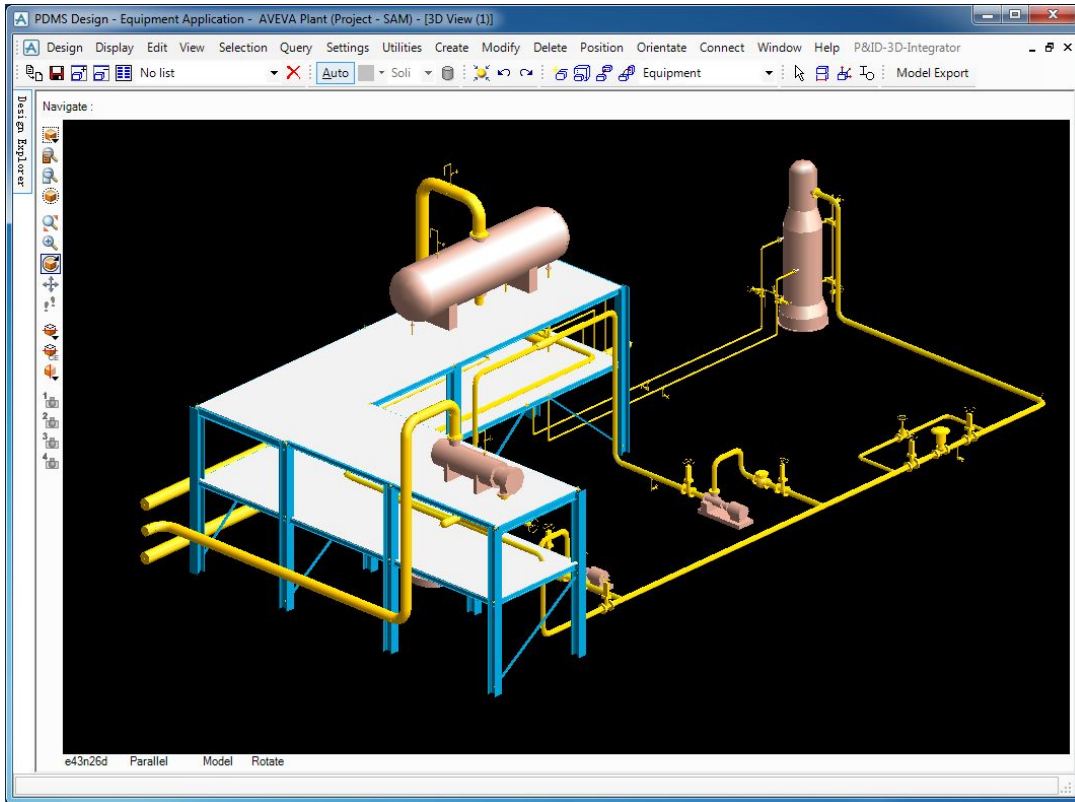 PDMS Design - Equipment Application - AVEVA Plant (Project - SAM) - [3D View (1)]
Design Display Edit View Selection Query Settings Utilities Create Modify Delete Position Orientate Connect Window Help P&ID-3D-Integrator
No list Auto Soli Equipment Model Export
Design Explorer
Navigate :
1
2
3
4
e43n26d Parallel Model Rotate